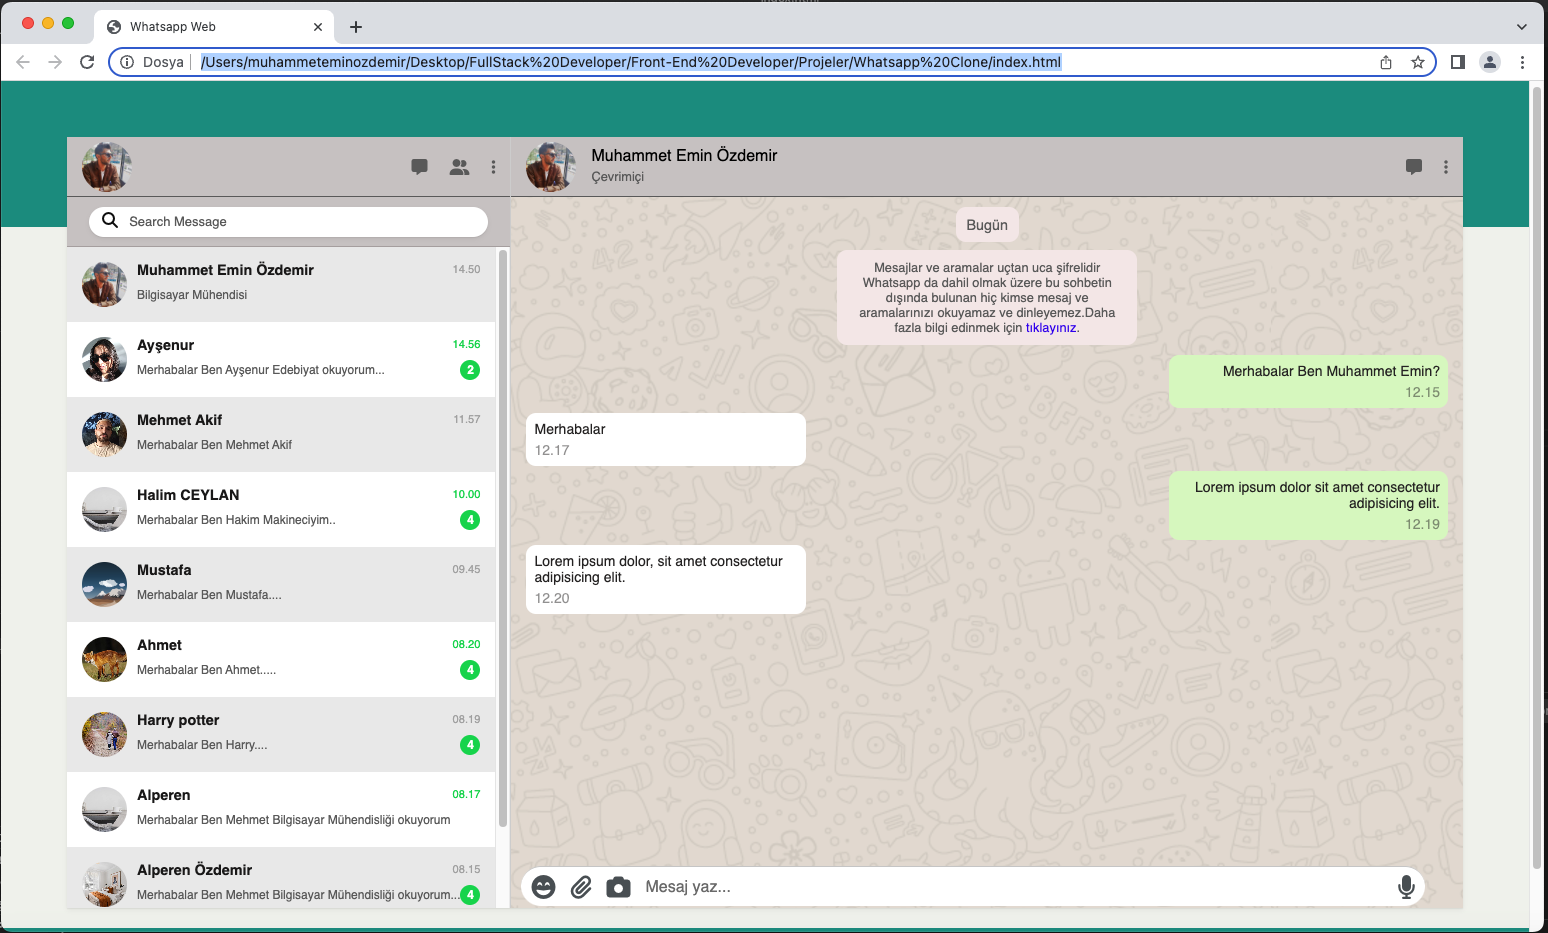 Whatsapp Web
Dosya
/Users/muhammeteminozdemir/Desktop/FullStack%20Developer/Front-End%20Developer/Projeler/Whatsapp%20Clone/index.html
Search Message
Muhammet Emin Özdemir
14.50
Bilgisayar Mühendisi
Ayşenur
14.56
Merhabalar Ben Ayşenur Edebiyat okuyorum...
2
Mehmet Akif
11.57
Merhabalar Ben Mehmet Akif
Halim CEYLAN
10.00
Merhabalar Ben Hakim Makineciyim..
4
Mustafa
09.45
Merhabalar Ben Mustafa....
Ahmet
08.20
Merhabalar Ben Ahmet.....
4
Harry potter
08.19
Merhabalar Ben Harry....
4
Alperen
08.17
Merhabalar Ben Mehmet Bilgisayar Mühendisliği okuyorum
Alperen Özdemir
08.15
Merhabalar Ben Mehmet Bilgisayar Mühendisliği okuyorum...
4
Muhammet Emin Özdemir
Çevrimiçi
Bugün
Mesajlar ve aramalar uçtan uca şifrelidir
Whatsapp da dahil olmak üzere bu sohbetin
dışında bulunan hiç kimse mesaj ve
aramalarınızı okuyamaz ve dinleyemez.Daha
fazla bilgi edinmek için tıklayınız.
Merhabalar Ben Muhammet Emin?
12.15
Merhabalar
12.17
Lorem ipsum dolor sit amet consectetur
adipisicing elit.
12.19
Lorem ipsum dolor, sit amet consectetur
adipisicing elit.
12.20
Mesaj yaz...